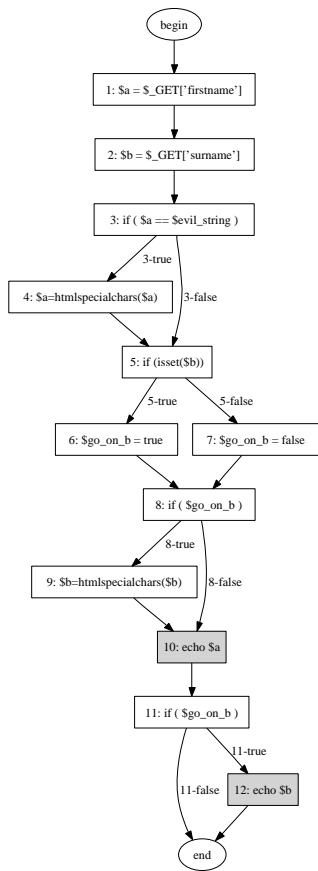 begin
1: $a = $_GET['firstname']
2: $b = $_GET['surname']
3: if ( $a == $evil_string )
3-true
3-false
4: $a=htmlspecialchars($a)
5: if (isset($b))
5-true
5-false
6: $go_on_b = true
7: $go_on_b = false
8: if ( $go_on_b )
8-true
8-false
9: $b=htmlspecialchars($b)
10: echo $a
11: if ( $go_on_b )
11-true
11-false
12: echo $b
end